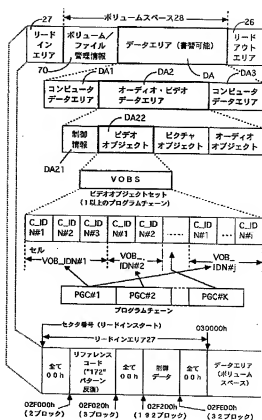 27
ボリュームスペース28
26
リード
イン
エリア
ボリューム/
ファイル
管理情報
データエリア(書替可能)
リード
アウト
エリア
70
DA1
DA2
DA
DA3
コンピュータ
データエリア
オーディオ・ビデオ
データエリア
コンピュータ
データエリア
DA22
制御
情報
ビデオ
オブジェクト
ピクチャ
オブジェクト
オーディオ
オブジェクト
DA21
VOBS
ビデオオブジェクトセット
(1以上のプログラムチェーン)
C_ID
N#1
C_ID
N#2
C_ID
N#3
C_ID
N#1
C_ID
N#2
C_ID
N#1
C_ID
N#i
セル
VOB_IDN#1
VOB_
IDN#2
VOB_
IDN#j
PGC#1
PGC#2
PGC#K
プログラムチェーン
セクタ番号(リードインスタート)
030000h
リードインエリア27
全て
00h
リファレンス
コード
("172"
パターン
反復)
全て
00h
制御
データ
全て
00h
データエリア
(ボリューム
スペース)
02F000h
(2ブロック)
02F020h
(3ブロック)
02F200h
(192ブロック)
02FE00h
(32ブロック)